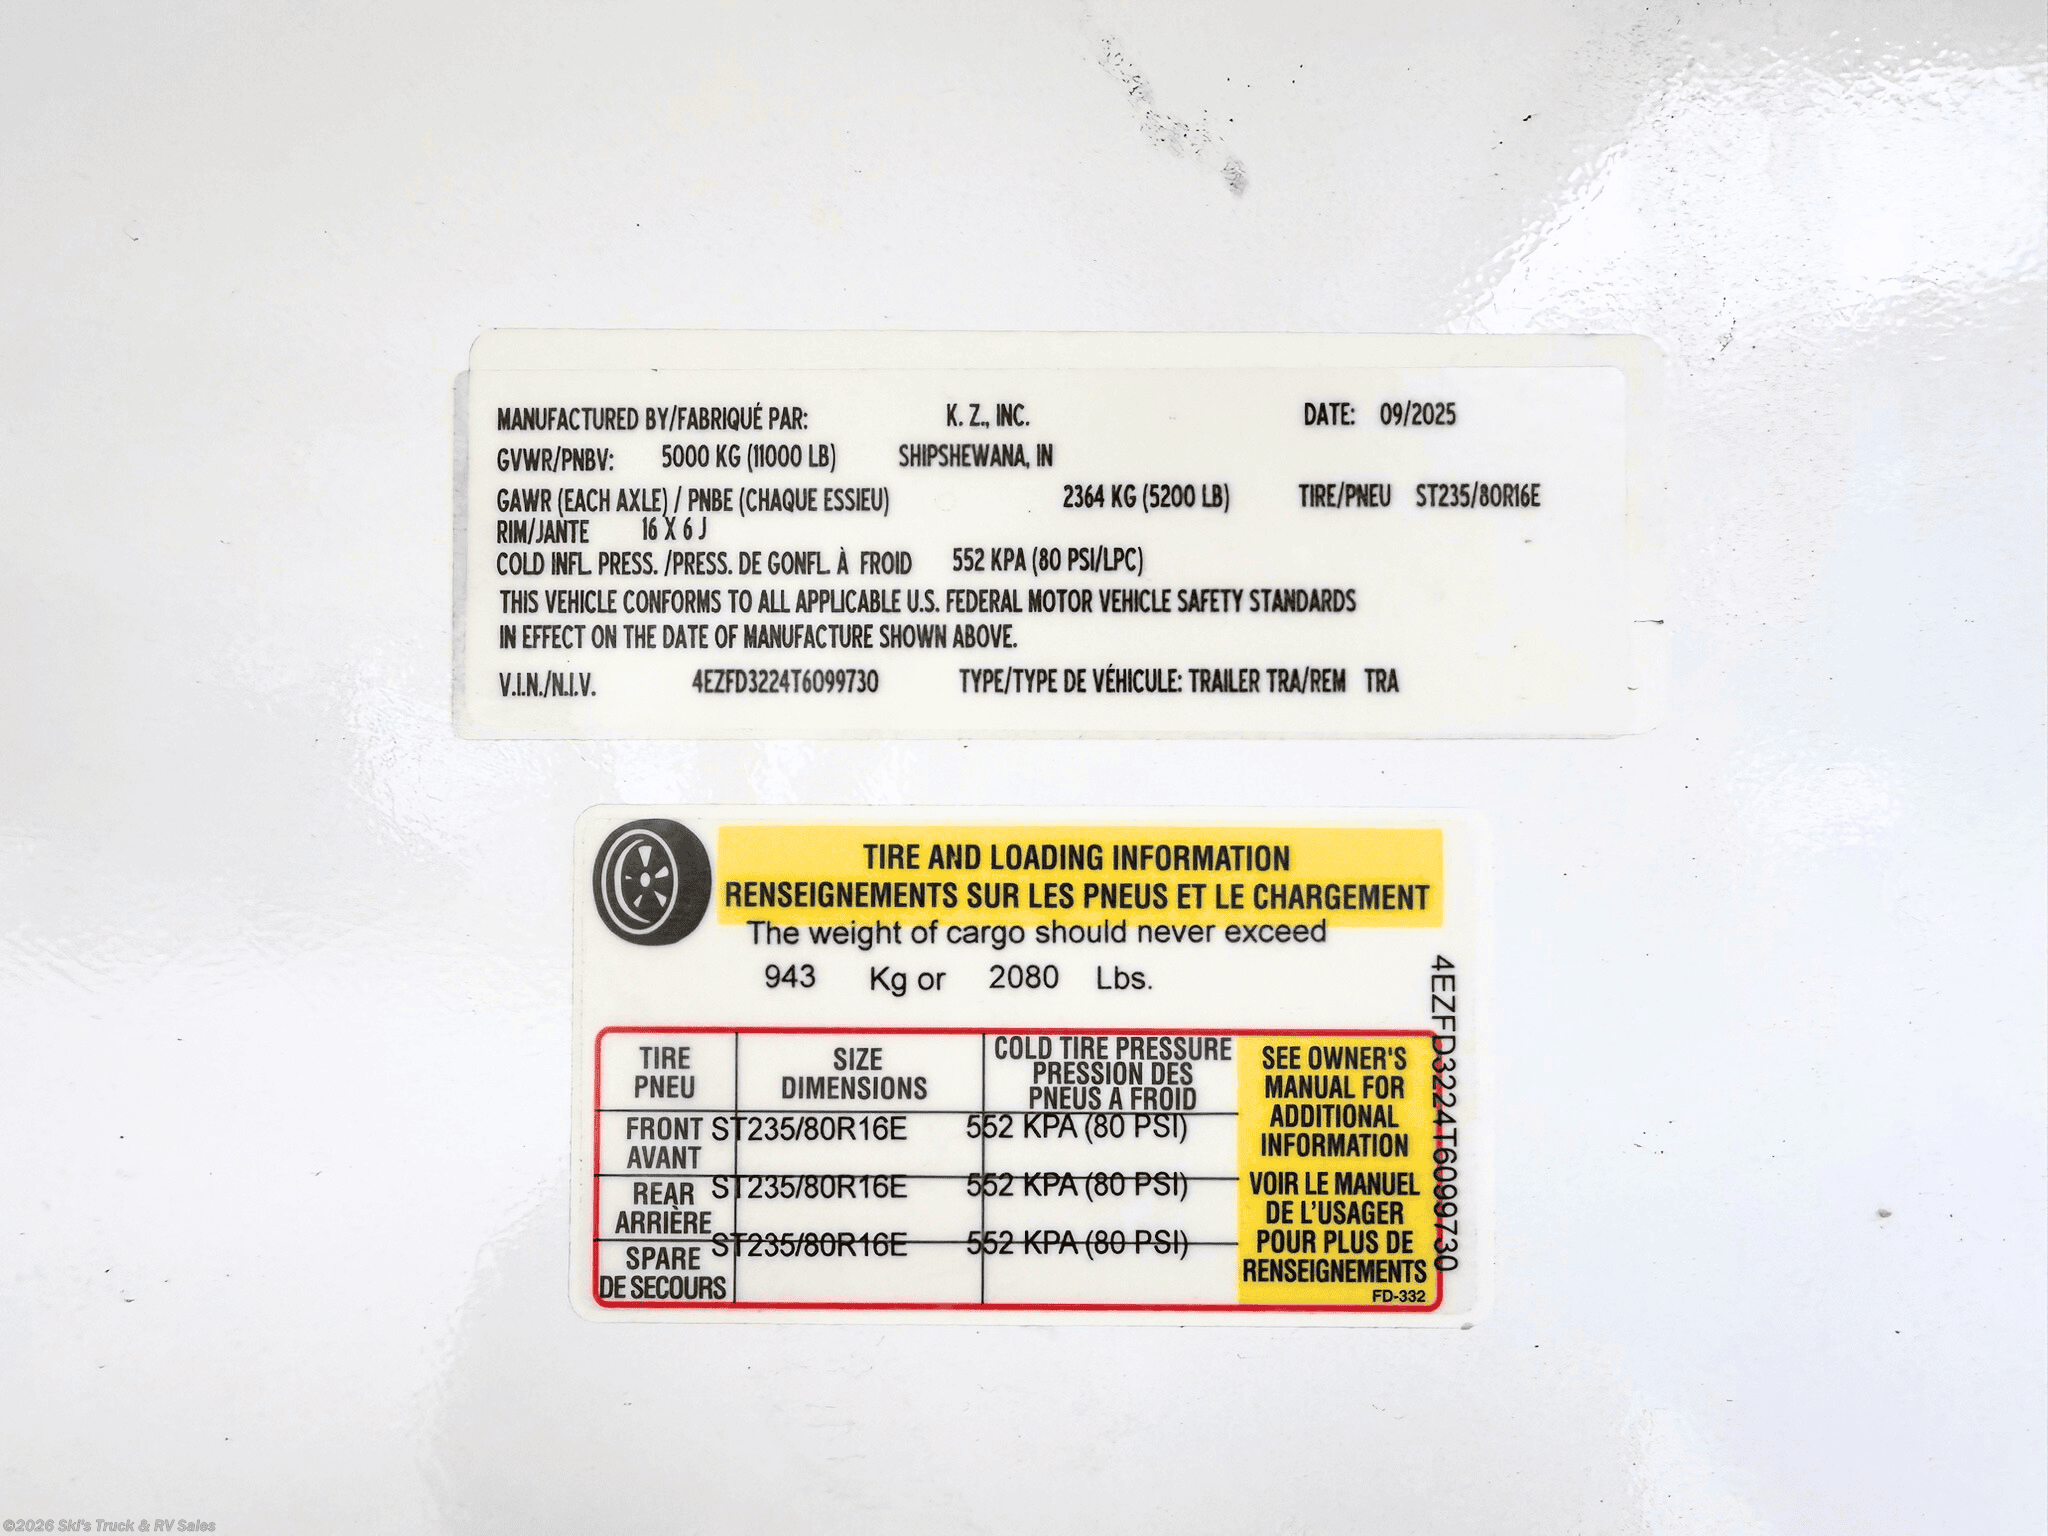 MANUFACTURED BY/FABRIQUÉ PAR: K. Z., INC. DATE: 09/2025
GVWR/PNBV: 5000 KG (11000 LB) SHIPSHEWANA, IN
GAWR (EACH AXLE) / PNBE (CHAQUE ESSIEU) 2364 KG (5200 LB) TIRE/PNEU ST235/80R16E
RIM/JANTE 16 X 6 J
COLD INFL. PRESS. /PRESS. DE GONFL. À FROID 552 KPA (80 PSI/LPC)
THIS VEHICLE CONFORMS TO ALL APPLICABLE U.S. FEDERAL MOTOR VEHICLE SAFETY STANDARDS
IN EFFECT ON THE DATE OF MANUFACTURE SHOWN ABOVE.
V.I.N./N.I.V. 4EZFD3224T6099730 TYPE/TYPE DE VÉHICULE: TRAILER TRA/REM TRA
TIRE AND LOADING INFORMATION
RENSEIGNEMENTS SUR LES PNEUS ET LE CHARGEMENT
The weight of cargo should never exceed
943 Kg or 2080 Lbs.
TIRE
PNEU
SIZE
DIMENSIONS
COLD TIRE PRESSURE
PRESSION DES
PNEUS A FROID
FRONT ST235/80R16E 552 KPA (80 PSI)
AVANT
REAR ST235/80R16E 552 KPA (80 PSI)
ARRIÈRE
SPARE ST235/80R16E 552 KPA (80 PSI)
DE SECOURS
SEE OWNER'S
MANUAL FOR
ADDITIONAL
INFORMATION
VOIR LE MANUEL
DE L'USAGER
POUR PLUS DE
RENSEIGNEMENTS
FD-332
4EZFD3224T6099730
©2026 Ski's Truck & RV Sales